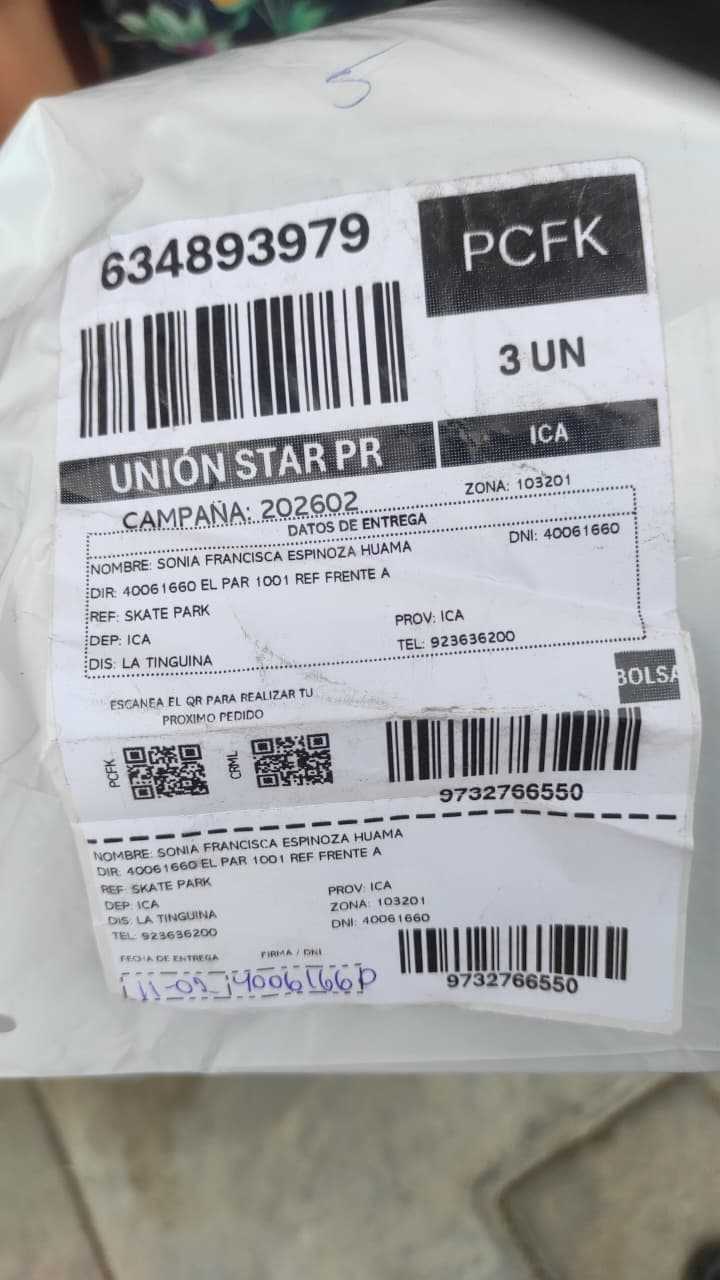 5
634893979
PCFK
3 UN
UNIÓN STAR PR
ICA
CAMPAÑA: 202602
ZONA: 103201
DATOS DE ENTREGA
NOMBRE: SONIA FRANCISCA ESPINOZA HUAMA
DNI: 40061660
DIR: 40061660 EL PAR 1001 REF FRENTE A
REF: SKATE PARK
DEP: ICA
PROV: ICA
DIS: LA TINGUINA
TEL: 923636200
BOLSA
ESCANEA EL QR PARA REALIZAR TU
PROXIMO PEDIDO
PCFK
CRML
9732766550
NOMBRE: SONIA FRANCISCA ESPINOZA HUAMA
DIR: 40061660 EL PAR 1001 REF FRENTE A
REF: SKATE PARK
DEP: ICA
PROV: ICA
DIS: LA TINGUINA
ZONA: 103201
TEL: 923636200
DNI: 40061660
FECHA DE ENTREGA
FIRMA / DNI
11-02 40061660
9732766550